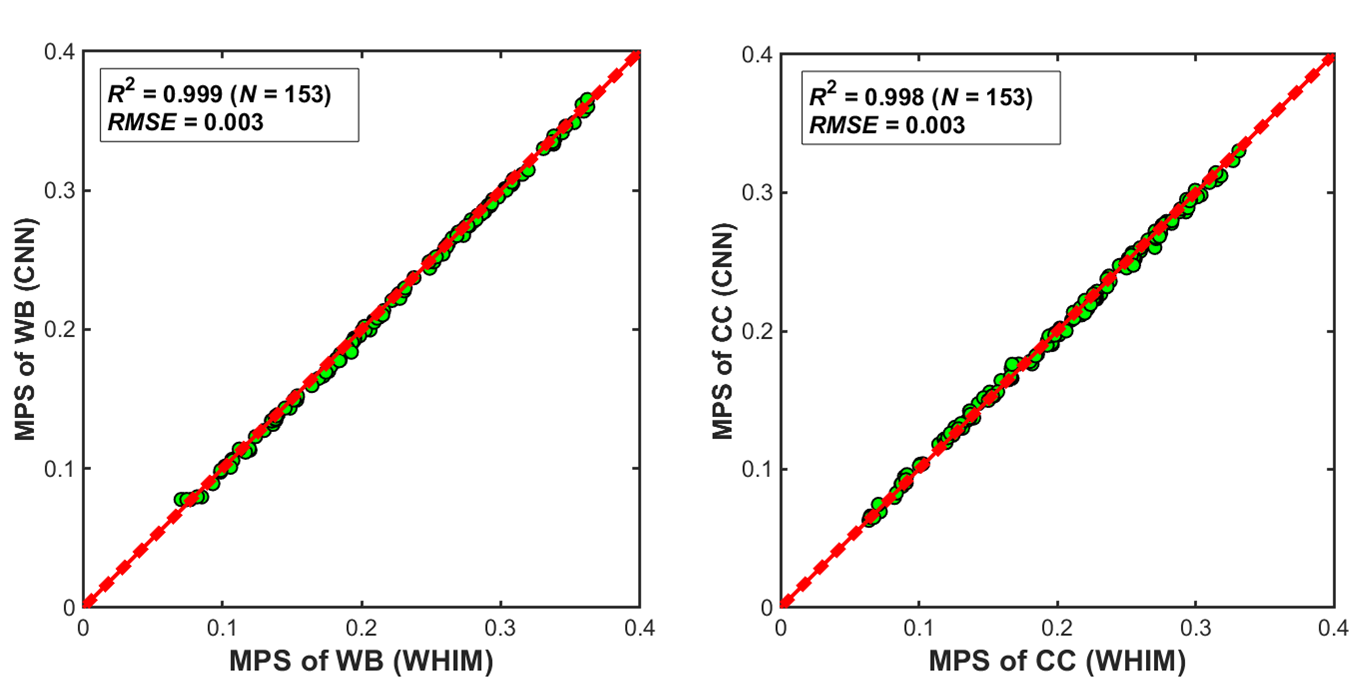 R² = 0.999 (N = 153)
RMSE = 0.003
0.4
0.3
0.2
0.1
0
0
0.1
0.2
0.3
0.4
MPS of WB (CNN)
MPS of WB (WHIM)
R² = 0.998 (N = 153)
RMSE = 0.003
0.4
0.3
0.2
0.1
0
0
0.1
0.2
0.3
0.4
MPS of CC (CNN)
MPS of CC (WHIM)